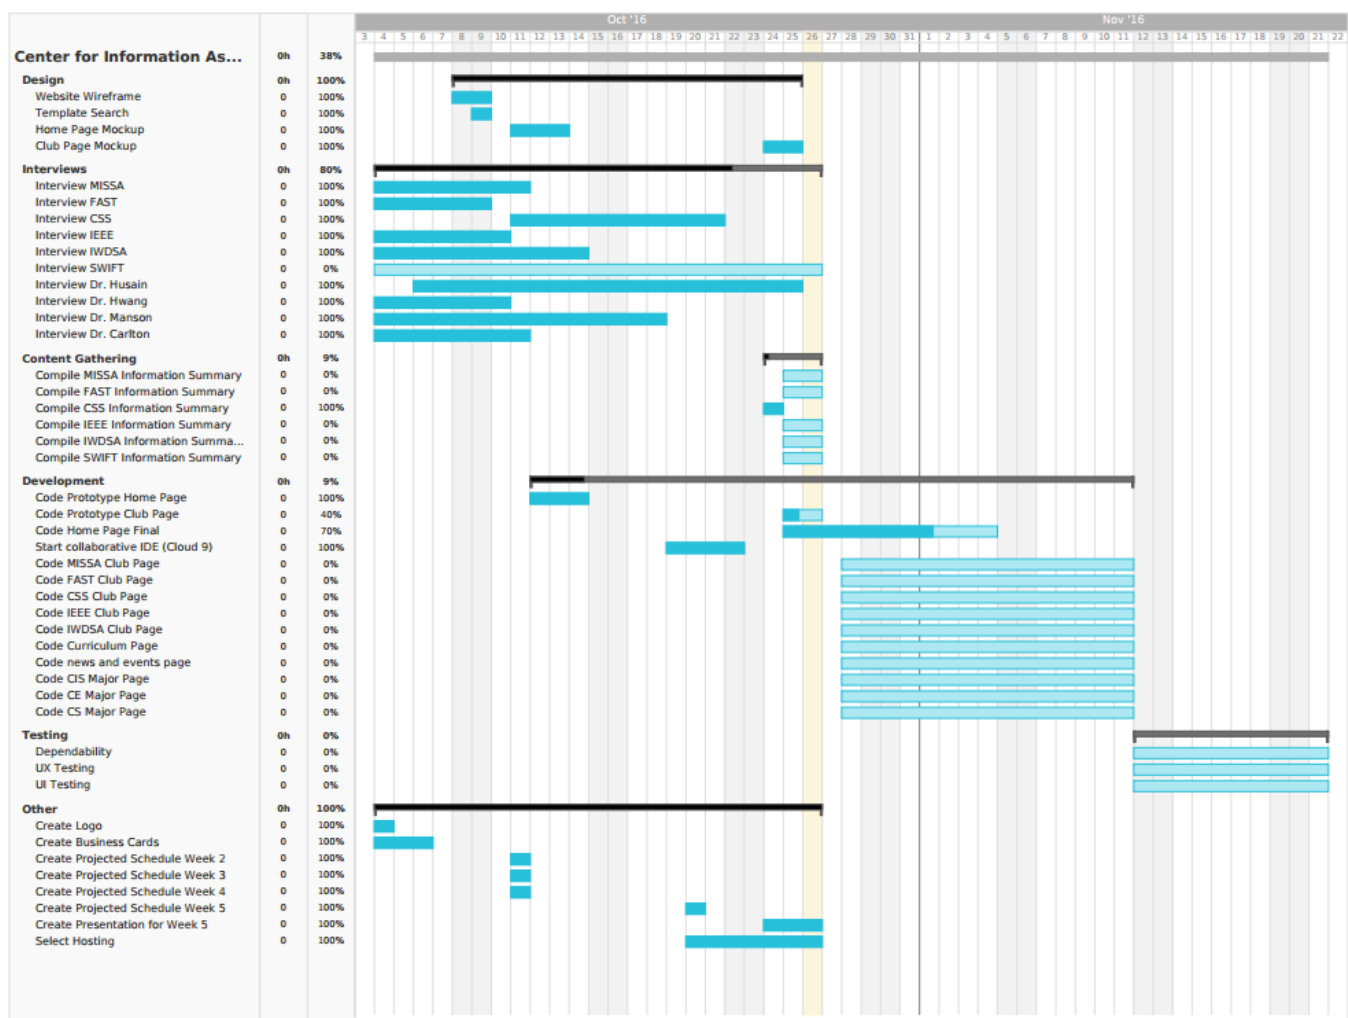 Oct '16 Nov '16
3 4 5 6 7 8 9 10 11 12 13 14 15 16 17 18 19 20 21 22 23 24 25 26 27 28 29 30 31 1 2 3 4 5 6 7 8 9 10 11 12 13 14 15 16 17 18 19 20 21 22
Center for Information As... 0h 38%
Design 0h 100%
Website Wireframe 0 100%
Template Search 0 100%
Home Page Mockup 0 100%
Club Page Mockup 0 100%
Interviews 0h 80%
Interview MISSA 0 100%
Interview FAST 0 100%
Interview CSS 0 100%
Interview IEEE 0 100%
Interview IWDSA 0 100%
Interview SWIFT 0 0%
Interview Dr. Husain 0 100%
Interview Dr. Hwang 0 100%
Interview Dr. Manson 0 100%
Interview Dr. Carlton 0 100%
Content Gathering 0h 9%
Compile MISSA Information Summary 0 0%
Compile FAST Information Summary 0 0%
Compile CSS Information Summary 0 100%
Compile IEEE Information Summary 0 0%
Compile IWDSA Information Summa... 0 0%
Compile SWIFT Information Summary 0 0%
Development 0h 9%
Code Prototype Home Page 0 100%
Code Prototype Club Page 0 40%
Code Home Page Final 0 70%
Start collaborative IDE (Cloud 9) 0 100%
Code MISSA Club Page 0 0%
Code FAST Club Page 0 0%
Code CSS Club Page 0 0%
Code IEEE Club Page 0 0%
Code IWDSA Club Page 0 0%
Code Curriculum Page 0 0%
Code news and events page 0 0%
Code CIS Major Page 0 0%
Code CE Major Page 0 0%
Code CS Major Page 0 0%
Testing 0h 0%
Dependability 0 0%
UX Testing 0 0%
UI Testing 0 0%
Other 0h 100%
Create Logo 0 100%
Create Business Cards 0 100%
Create Projected Schedule Week 2 0 100%
Create Projected Schedule Week 3 0 100%
Create Projected Schedule Week 4 0 100%
Create Projected Schedule Week 5 0 100%
Create Presentation for Week 5 0 100%
Select Hosting 0 100%